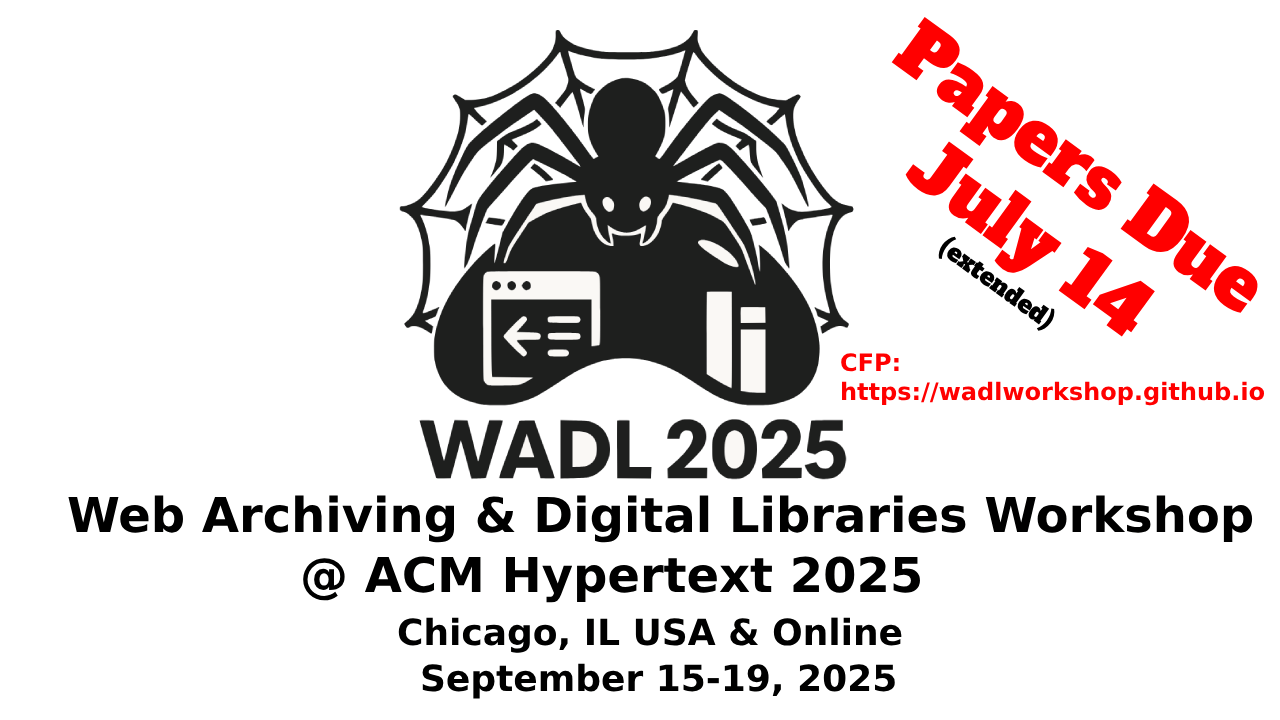 Papers Due
July 14
(extended)
CFP:
https://wadlworkshop.github.io
WADL 2025
Web Archiving & Digital Libraries Workshop
@ ACM Hypertext 2025
Chicago, IL USA & Online
September 15-19, 2025